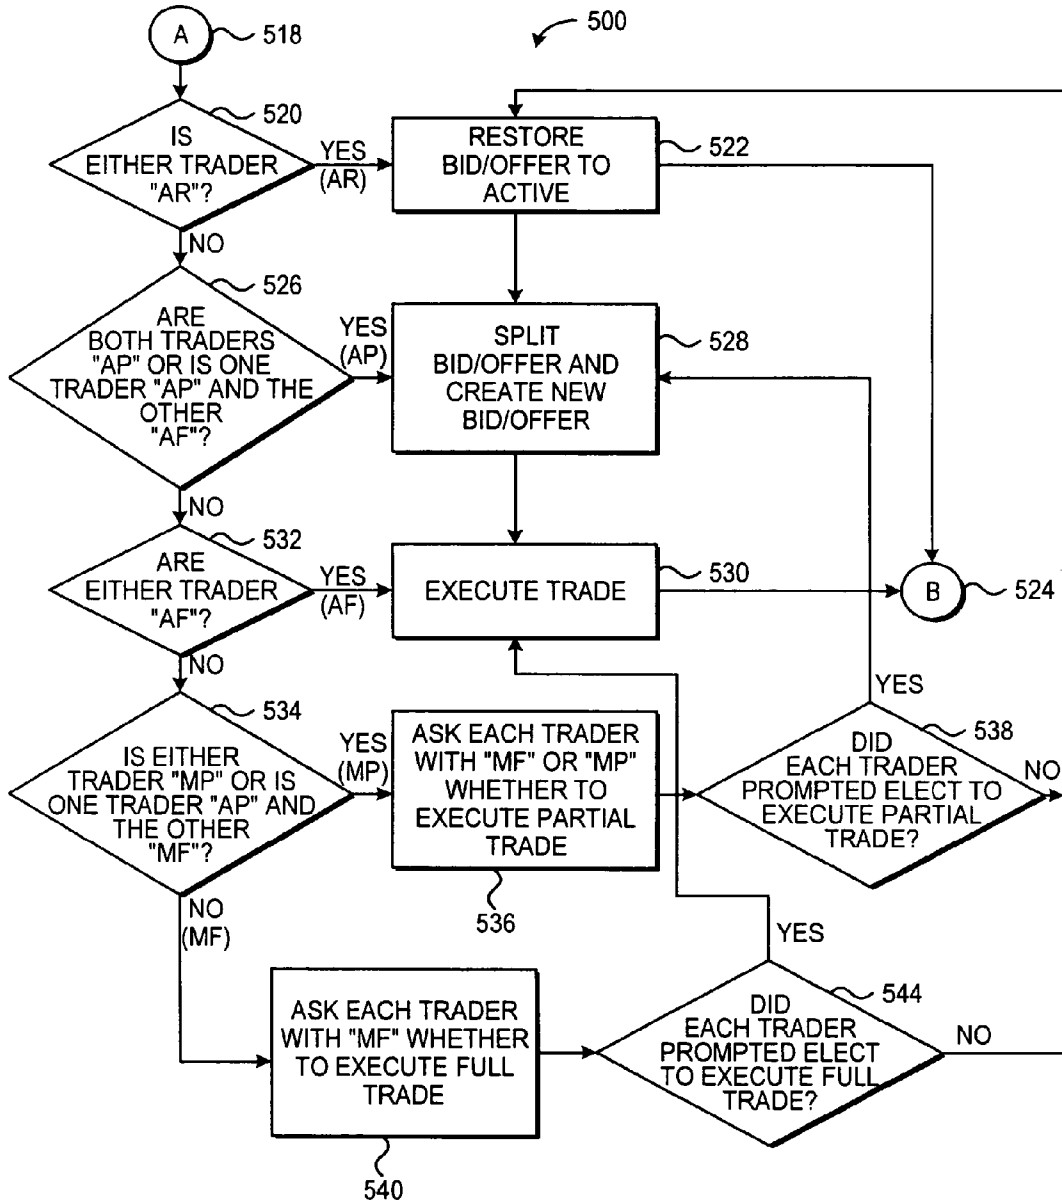 A
518
500
520
IS
EITHER TRADER
"AR"?
YES
(AR)
RESTORE
BID/OFFER TO
ACTIVE
522
NO
526
ARE
BOTH TRADERS
"AP" OR IS ONE
TRADER "AP" AND THE
OTHER
"AF"?
YES
(AP)
SPLIT
BID/OFFER AND
CREATE NEW
BID/OFFER
528
NO
532
ARE
EITHER TRADER
"AF"?
YES
(AF)
EXECUTE TRADE
530
B
524
NO
534
IS EITHER
TRADER "MP" OR IS
ONE TRADER "AP" AND
THE OTHER
"MF"?
YES
(MP)
ASK EACH TRADER
WITH "MF" OR "MP"
WHETHER TO
EXECUTE PARTIAL
TRADE
536
YES
538
DID
EACH TRADER
PROMPTED ELECT TO
EXECUTE PARTIAL
TRADE?
NO
NO
(MF)
ASK EACH TRADER
WITH "MF" WHETHER
TO EXECUTE FULL
TRADE
540
YES
544
DID
EACH TRADER
PROMPTED ELECT
TO EXECUTE FULL
TRADE?
NO